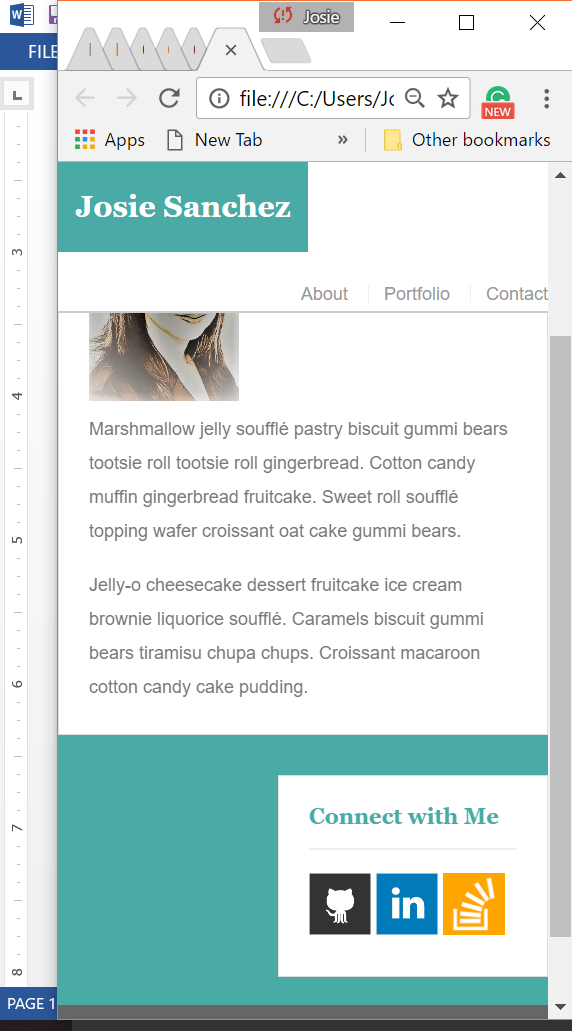 Josie
FILE
file:///C:/Users/Jo
NEW
Apps
New Tab
»
Other bookmarks
Josie Sanchez
About
Portfolio
Contact
3
4
5
6
7
8
Marshmallow jelly soufflé pastry biscuit gummi bears
tootsie roll tootsie roll gingerbread. Cotton candy
muffin gingerbread fruitcake. Sweet roll soufflé
topping wafer croissant oat cake gummi bears.
Jelly-o cheesecake dessert fruitcake ice cream
brownie liquorice soufflé. Caramels biscuit gummi
bears tiramisu chupa chups. Croissant macaroon
cotton candy cake pudding.
Connect with Me
in
PAGE 1